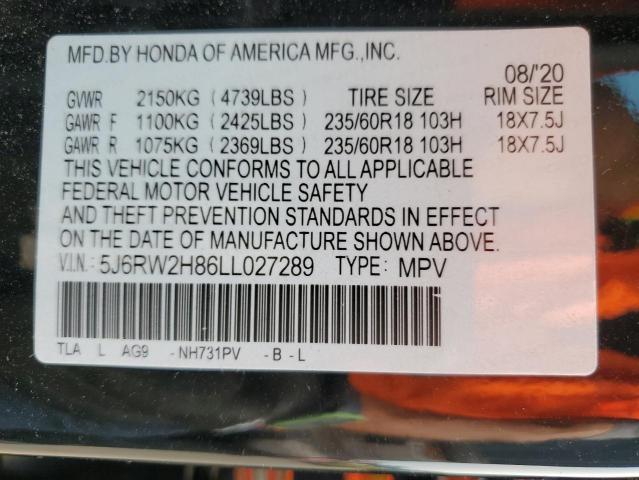 MFD.BY HONDA OF AMERICA MFG.,INC.
08/'20
GVWR 2150KG (4739LBS) TIRE SIZE RIM SIZE
GAWR F 1100KG (2425LBS) 235/60R18 103H 18X7.5J
GAWR R 1075KG (2369LBS) 235/60R18 103H 18X7.5J
THIS VEHICLE CONFORMS TO ALL APPLICABLE
FEDERAL MOTOR VEHICLE SAFETY
AND THEFT PREVENTION STANDARDS IN EFFECT
ON THE DATE OF MANUFACTURE SHOWN ABOVE.
V.I.N.: 5J6RW2H86LL027289 TYPE: MPV
TLA L AG9 -NH731PV -B-L